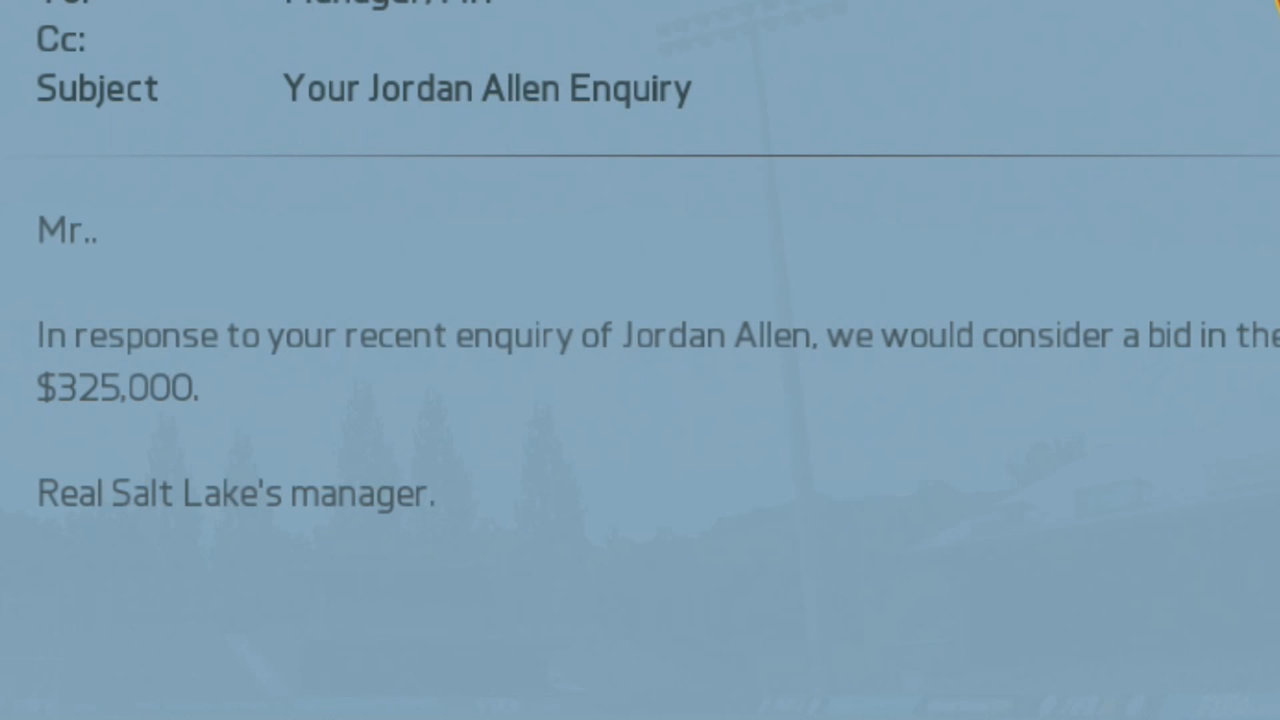 Cc:
Subject Your Jordan Allen Enquiry
Mr..
In response to your recent enquiry of Jordan Allen, we would consider a bid in the
$325,000.
Real Salt Lake's manager.